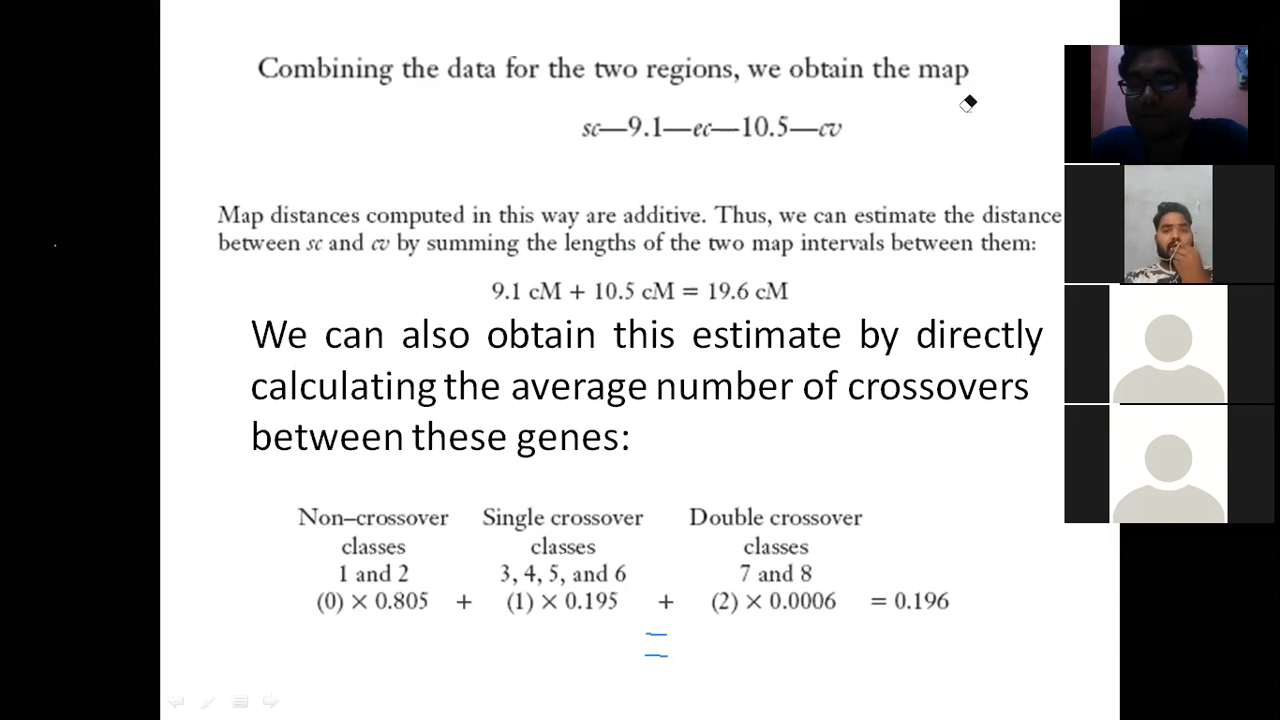 Combining the data for the two regions, we obtain the map
sc—9.1—ec—10.5—cv
Map distances computed in this way are additive. Thus, we can estimate the distance
between sc and cv by summing the lengths of the two map intervals between them:
9.1 cM + 10.5 cM = 19.6 cM
We can also obtain this estimate by directly
calculating the average number of crossovers
between these genes:
Non–crossover Single crossover Double crossover
classes classes classes
1 and 2 3, 4, 5, and 6 7 and 8
(0) × 0.805 + (1) × 0.195 + (2) × 0.0006 = 0.196